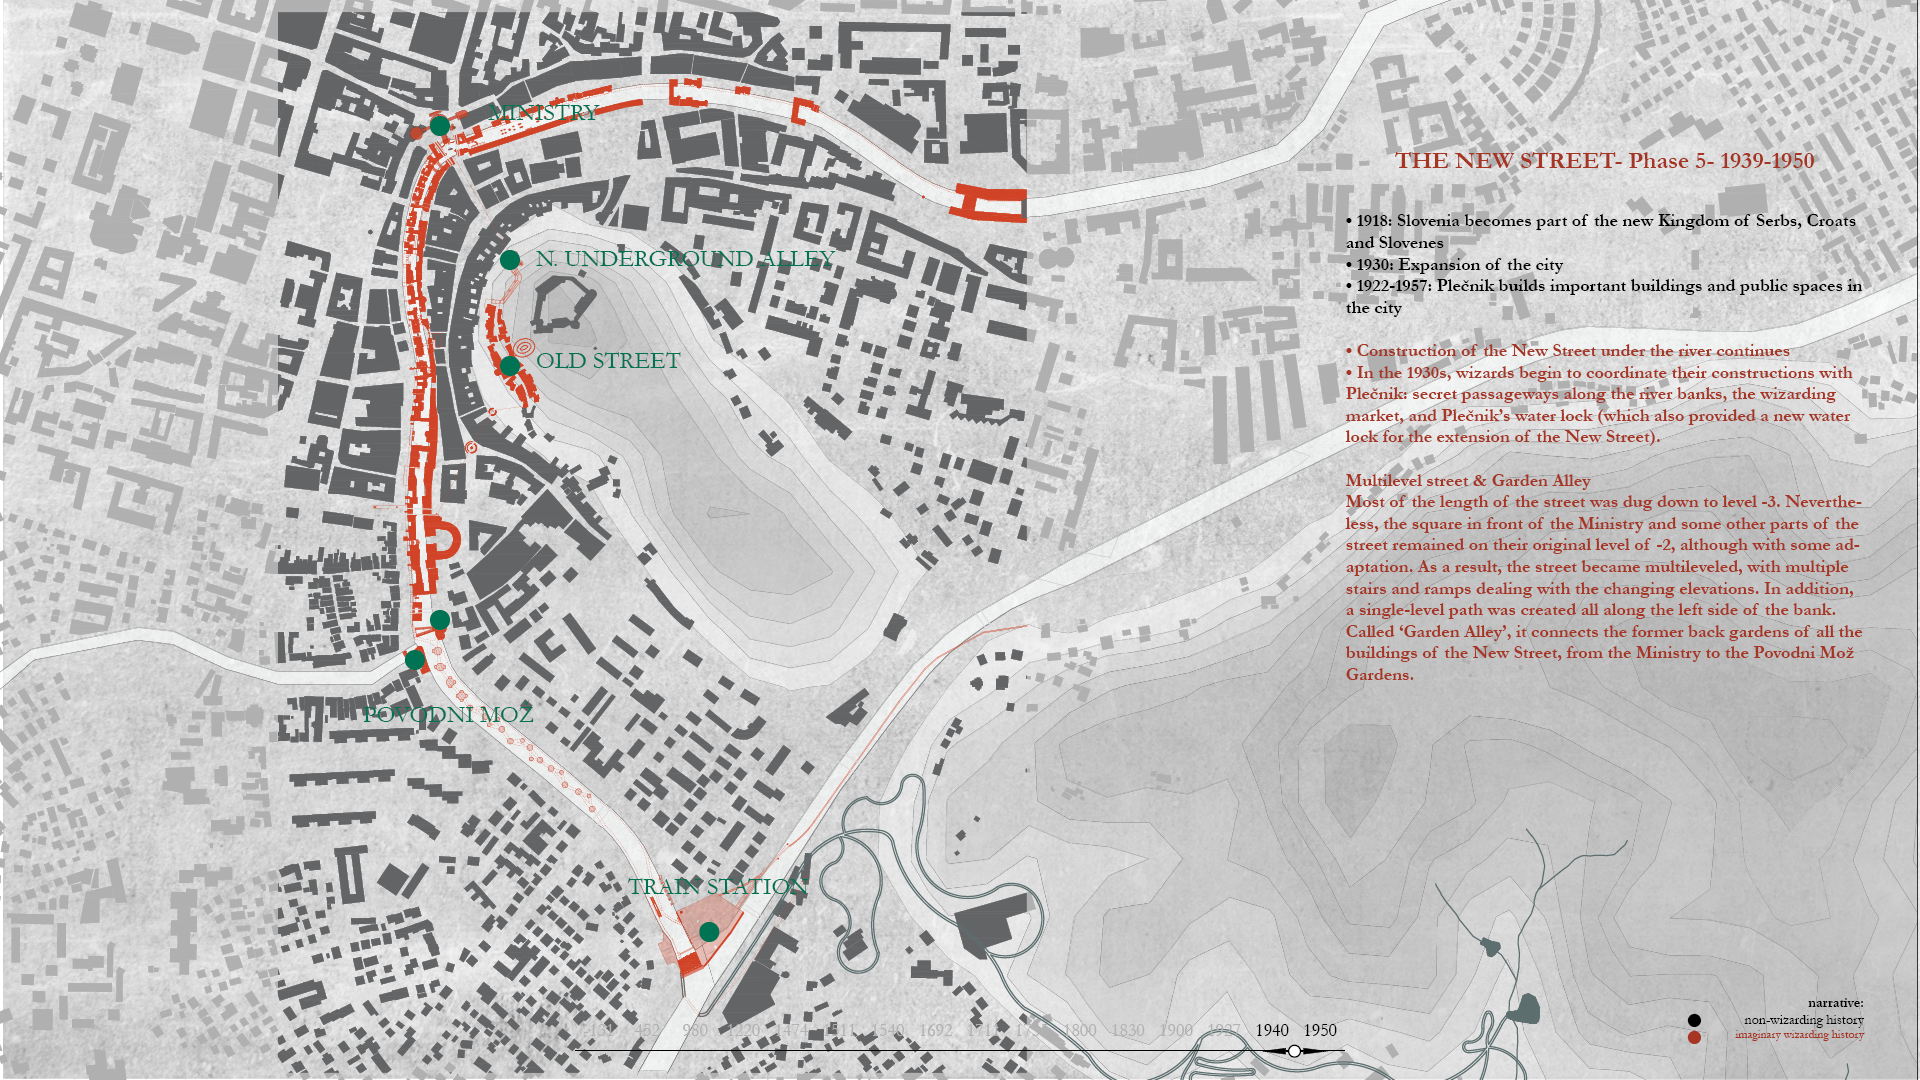 MINISTRY
N. UNDERGROUND ALLEY
OLD STREET
POVODNI MOŽ
TRAIN STATION
THE NEW STREET- Phase 5- 1939-1950
• 1918: Slovenia becomes part of the new Kingdom of Serbs, Croats
and Slovenes
• 1930: Expansion of the city
• 1922-1957: Plečnik builds important buildings and public spaces in
the city
• Construction of the New Street under the river continues
• In the 1930s, wizards begin to coordinate their constructions with
Plečnik: secret passageways along the river banks, the wizarding
market, and Plečnik's water lock (which also provided a new water
lock for the extension of the New Street).
Multilevel street & Garden Alley
Most of the length of the street was dug down to level -3. Neverthe-
less, the square in front of the Ministry and some other parts of the
street remained on their original level of -2, although with some ad-
aptation. As a result, the street became multileveled, with multiple
stairs and ramps dealing with the changing elevations. In addition,
a single-level path was created all along the left side of the bank.
Called ‘Garden Alley’, it connects the former back gardens of all the
buildings of the New Street, from the Ministry to the Povodni Mož
Gardens.
452 980 1220 1474 1511 1540 1692 1800 1830 1900 1927 1940 1950
narrative:
non-wizarding history
imaginary wizarding history